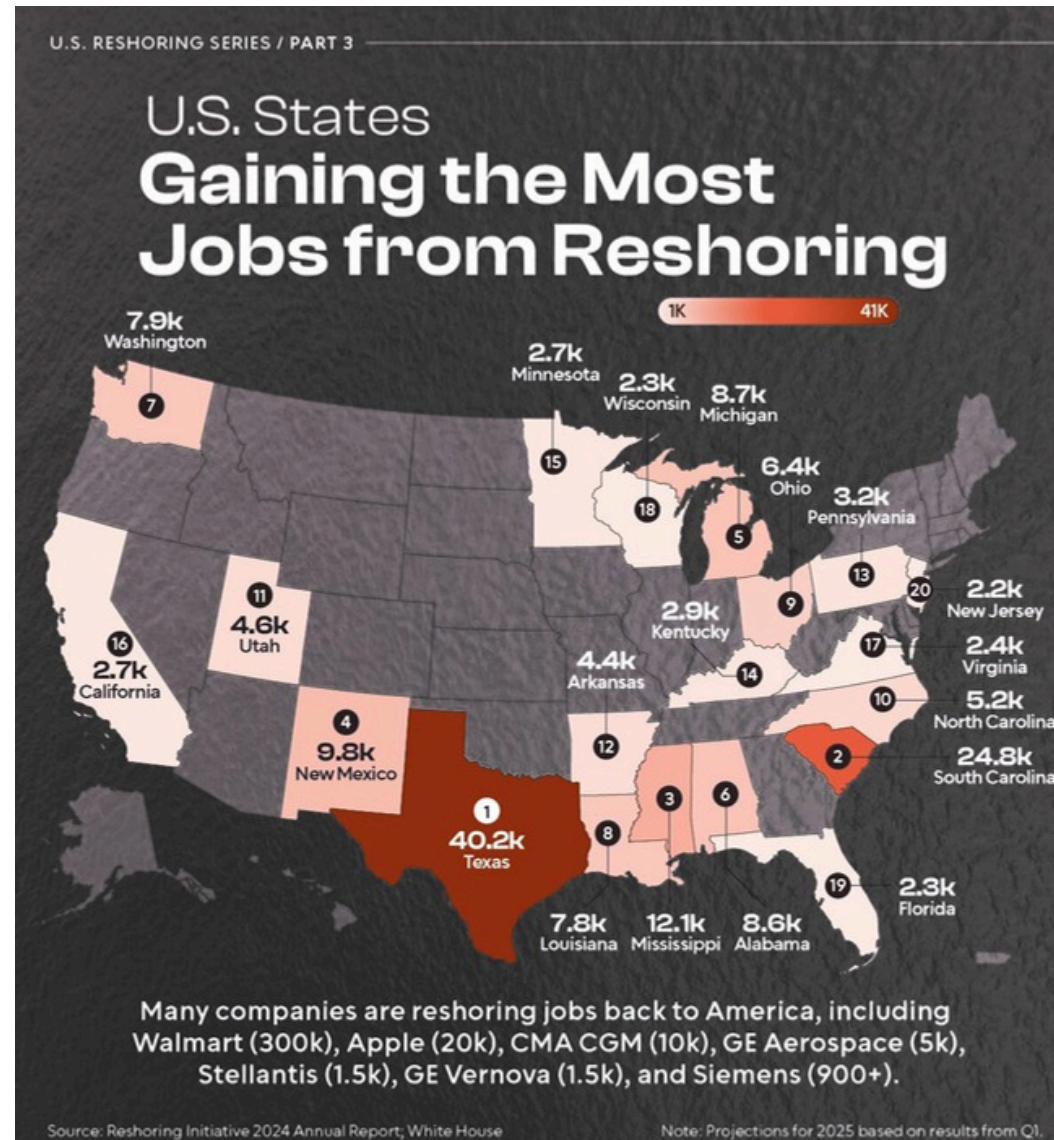 U.S. RESHORING SERIES / PART 3
U.S. States
Gaining the Most
Jobs from Reshoring
1K
41K
7.9k
Washington
7
2.7k
Minnesota
15
2.3k
Wisconsin
18
8.7k
Michigan
5
6.4k
Ohio
9
3.2k
Pennsylvania
13
20
2.2k
New Jersey
11
4.6k
Utah
2.9k
Kentucky
14
17
2.4k
Virginia
16
2.7k
California
4.4k
Arkansas
12
10
5.2k
North Carolina
4
9.8k
New Mexico
2
24.8k
South Carolina
1
40.2k
Texas
8
7.8k
Louisiana
3
12.1k
Mississippi
6
8.6k
Alabama
19
2.3k
Florida
Many companies are reshoring jobs back to America, including
Walmart (300k), Apple (20k), CMA CGM (10k), GE Aerospace (5k),
Stellantis (1.5k), GE Vernova (1.5k), and Siemens (900+).
Source: Reshoring Initiative 2024 Annual Report; White House
Note: Projections for 2025 based on results from Q1.